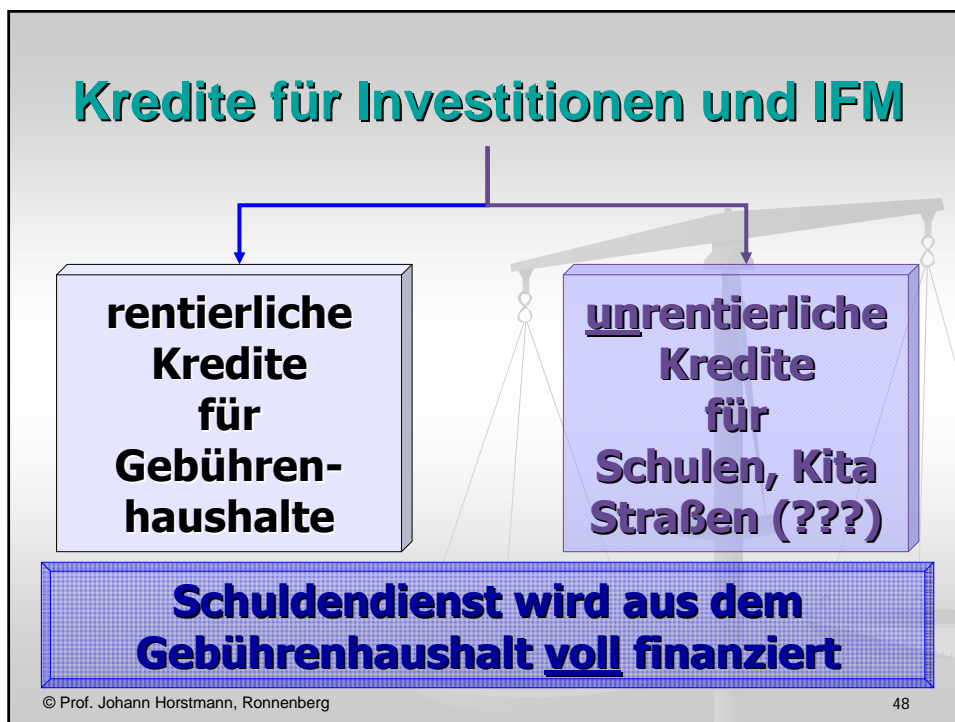 Kredite für Investitionen und IFM
rentierliche
Kredite
für
Gebühren-
haushalte
unrentierliche
Kredite
für
Schulen, Kita
Straßen (???)
Schuldendienst wird aus dem
Gebührenhaushalt voll finanziert
© Prof. Johann Horstmann, Ronnenberg
48